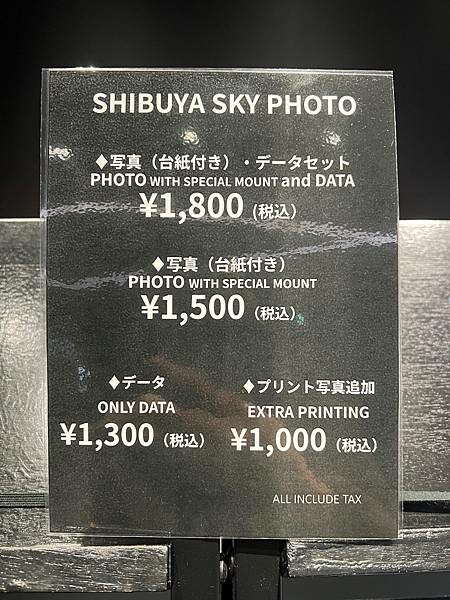 SHIBUYA SKY PHOTO
♦写真（台紙付き）・データセット
PHOTO WITH SPECIAL MOUNT and DATA
¥1,800 (税込)
♦写真（台紙付き）
PHOTO WITH SPECIAL MOUNT
¥1,500 (税込)
♦データ
ONLY DATA
¥1,300 (税込)
♦プリント写真追加
EXTRA PRINTING
¥1,000 (税込)
ALL INCLUDE TAX